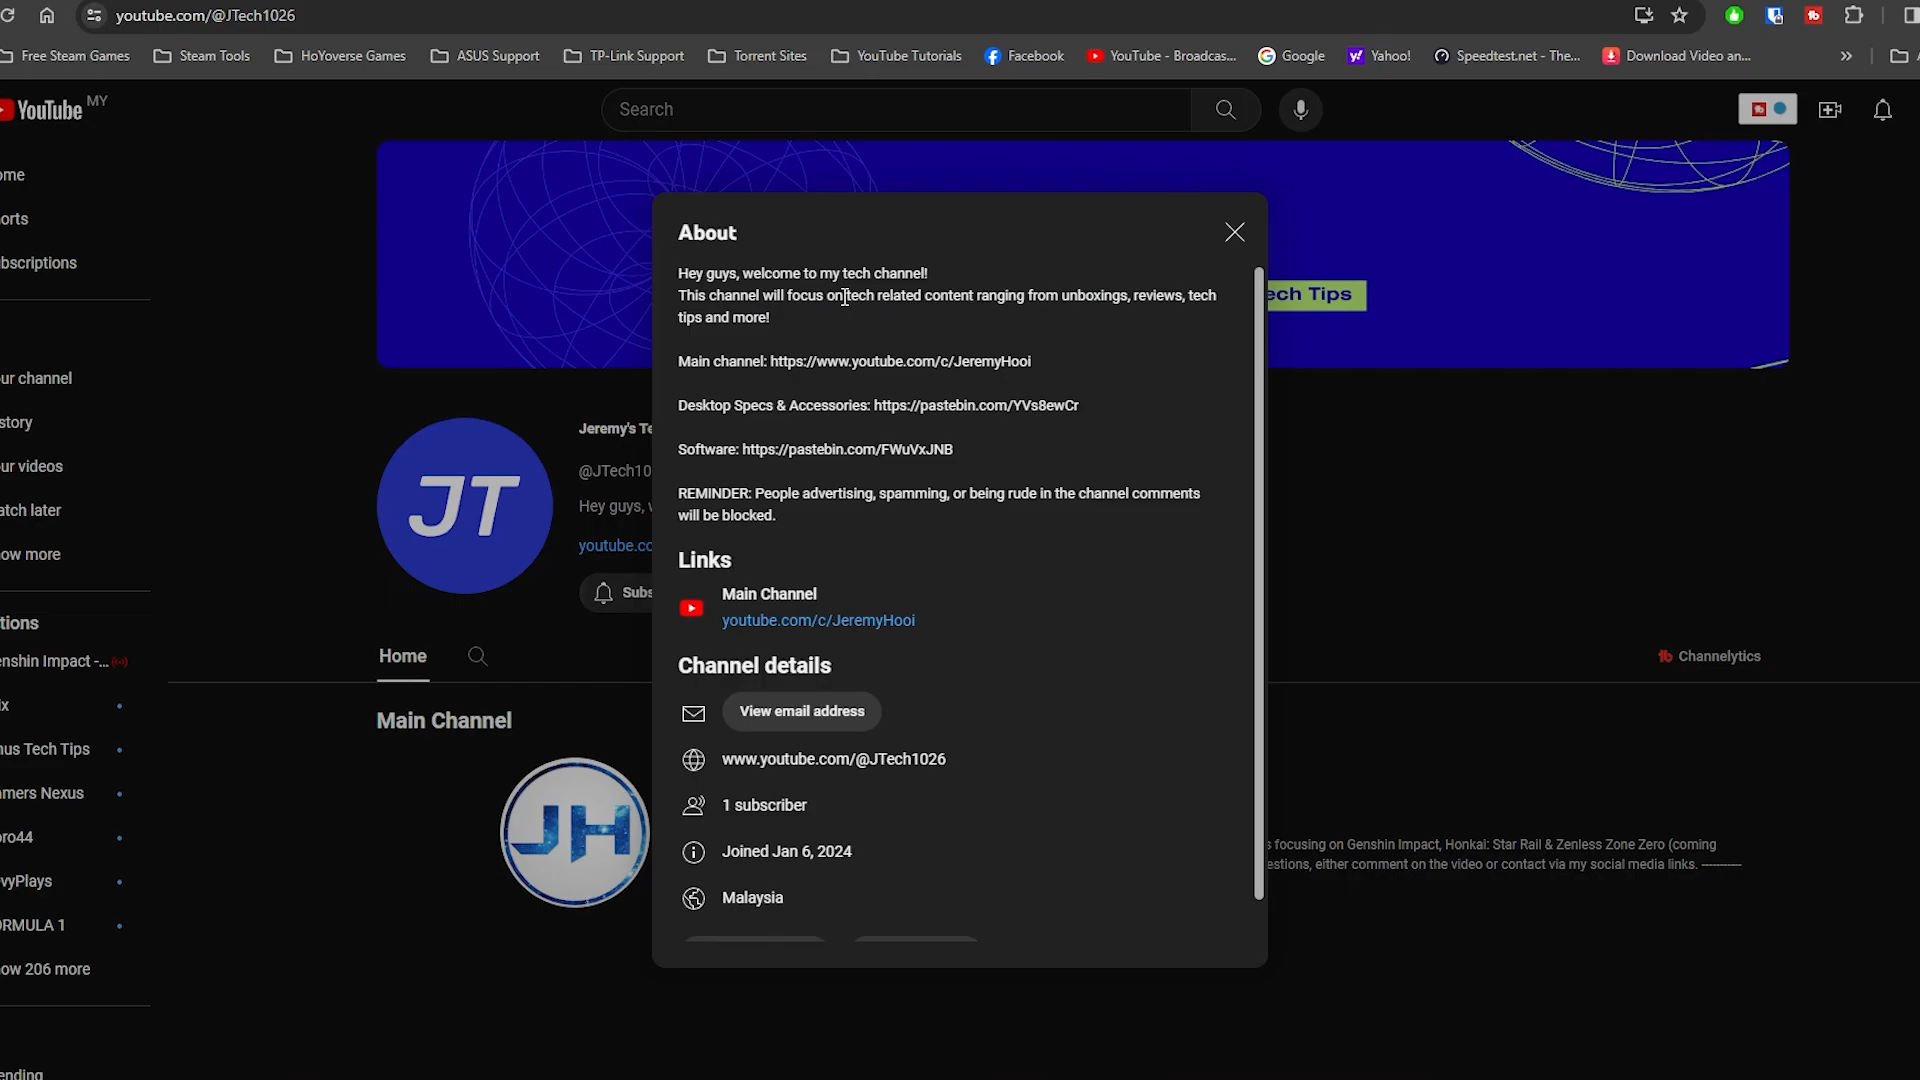 youtube.com/@JTech1026
Free Steam Games
Steam Tools
HoYoverse Games
ASUS Support
TP-Link Support
Torrent Sites
YouTube Tutorials
Facebook
YouTube - Broadcas...
Google
Yahoo!
Speedtest.net - The...
Download Video an...
YouTube MY
Search
ome
orts
bscriptions
ur channel
story
ur videos
atch later
ow more
tions
enshin Impact -...
x
nus Tech Tips
amers Nexus
oro44
vyPlays
ORMULA 1
ow 206 more
ending
ech Tips
JT
Jeremy's Te
@JTech10
Hey guys, w
youtube.co
Subs
Home
Channelytics
Main Channel
JH
s focusing on Genshin Impact, Honkai: Star Rail & Zenless Zone Zero (coming
estions, either comment on the video or contact via my social media links. ----------
About
Hey guys, welcome to my tech channel!
This channel will focus on tech related content ranging from unboxings, reviews, tech
tips and more!
Main channel: https://www.youtube.com/c/JeremyHooi
Desktop Specs & Accessories: https://pastebin.com/YVs8ewCr
Software: https://pastebin.com/FWuVxJNB
REMINDER: People advertising, spamming, or being rude in the channel comments
will be blocked.
Links
Main Channel
youtube.com/c/JeremyHooi
Channel details
View email address
www.youtube.com/@JTech1026
1 subscriber
Joined Jan 6, 2024
Malaysia